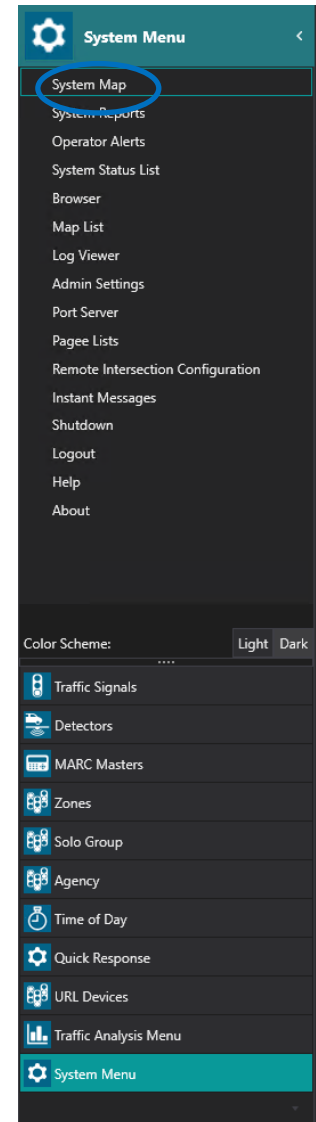 System Menu
System Map
System Reports
Operator Alerts
System Status List
Browser
Map List
Log Viewer
Admin Settings
Port Server
Pagee Lists
Remote Intersection Configuration
Instant Messages
Shutdown
Logout
Help
About
Color Scheme: Light Dark
Traffic Signals
Detectors
MARC Masters
Zones
Solo Group
Agency
Time of Day
Quick Response
URL Devices
Traffic Analysis Menu
System Menu